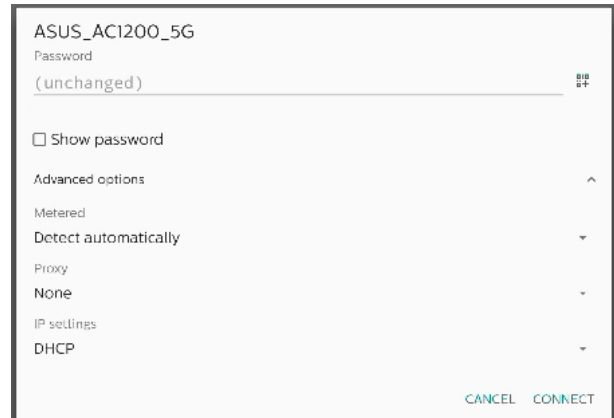 ASUS_AC1200_5G
Password
(unchanged)
Show password
Advanced options
Metered
Detect automatically
Proxy
None
IP settings
DHCP
CANCEL CONNECT